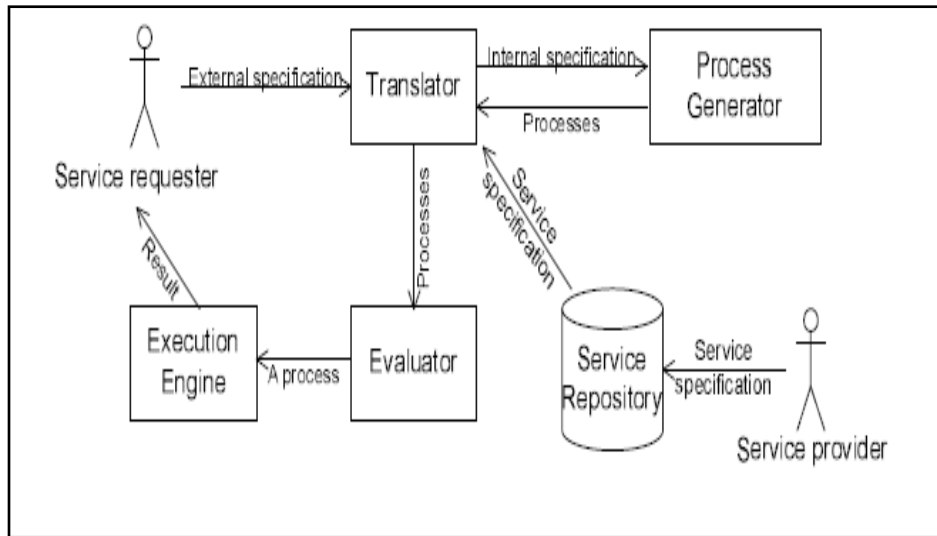 External specification
Translator
Internal specification
Process
Generator
Processes
Service requester
Service
specification
Processes
Result
Execution
Engine
A process
Evaluator
Service
Repository
Service
specification
Service provider